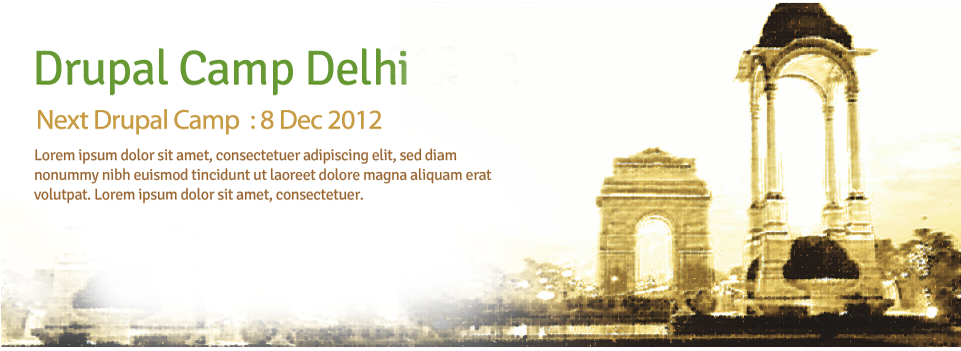 Drupal Camp Delhi
Next Drupal Camp : 8 Dec 2012
Lorem ipsum dolor sit amet, consectetuer adipiscing elit, sed diam
nonummy nibh euismod tincidunt ut laoreet dolore magna aliquam erat
volutpat. Lorem ipsum dolor sit amet, consectetuer.